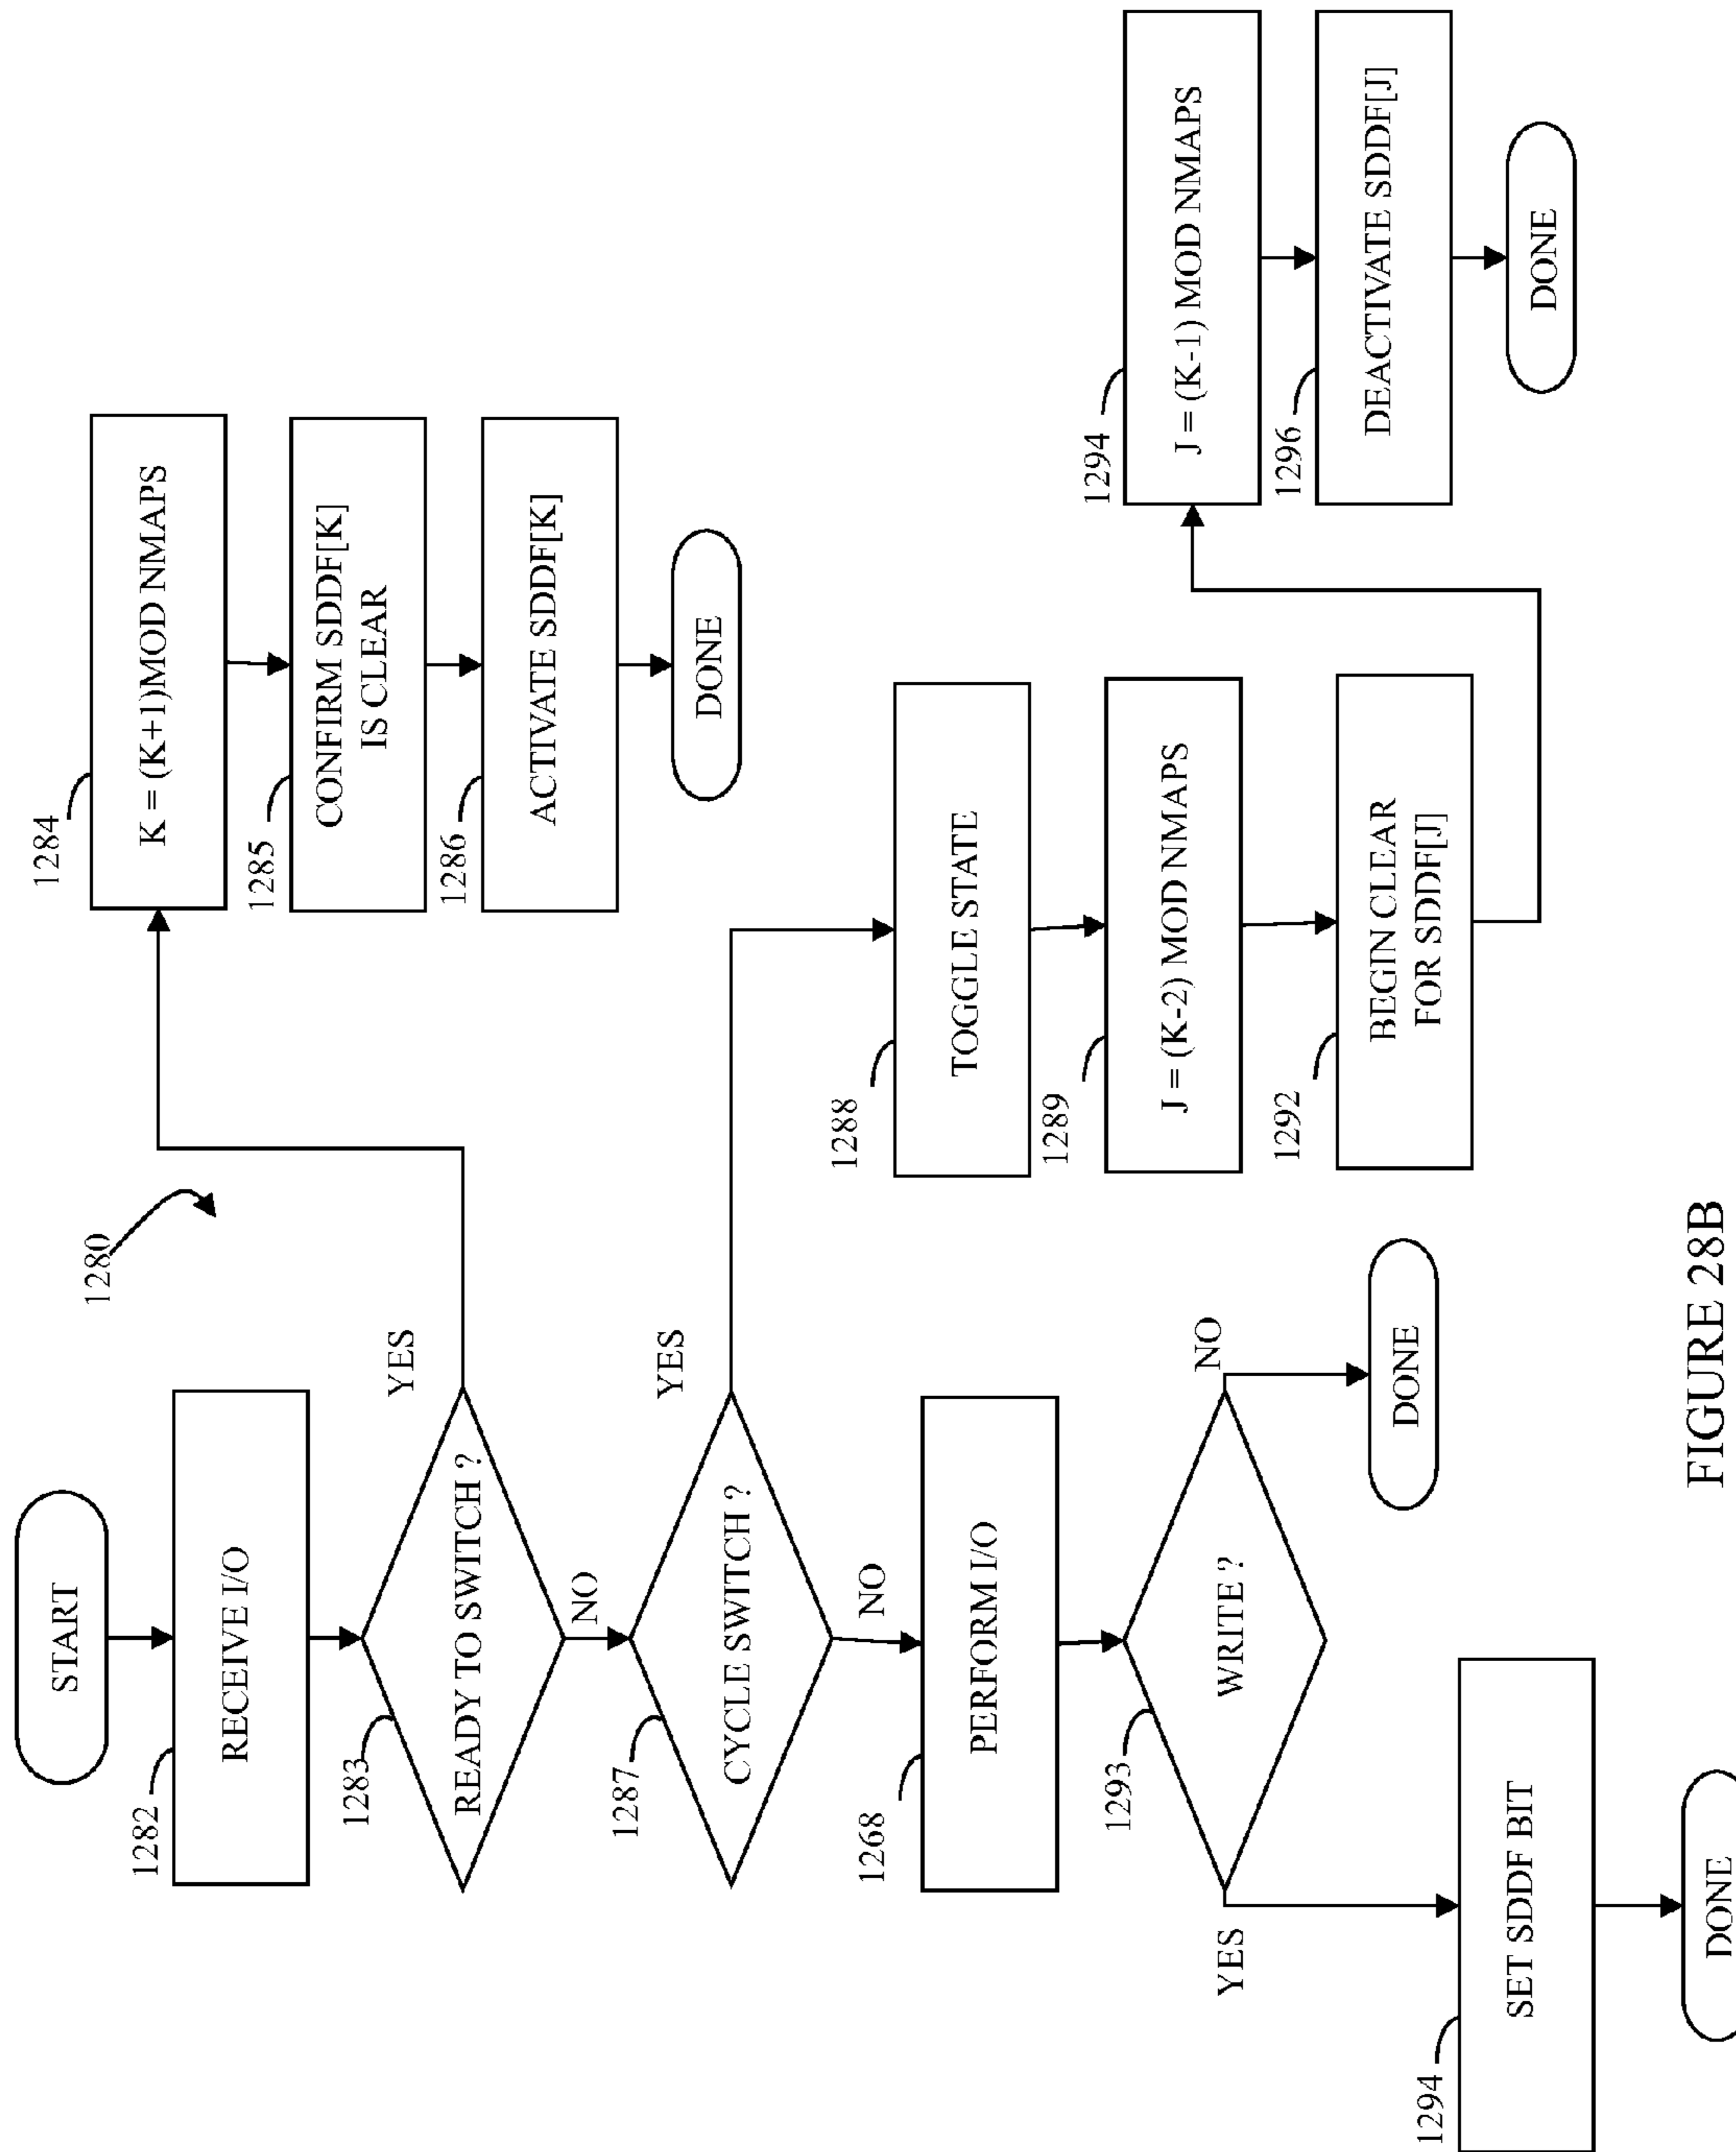 1280
START
1282
RECEIVE I/O
1283
READY TO SWITCH ?
YES
NO
1284
K = (K+1)MOD NMAPS
1285
CONFIRM SDDF[K]
IS CLEAR
1286
ACTIVATE SDDF[K]
DONE
1287
CYCLE SWITCH ?
YES
NO
1288
TOGGLE STATE
1289
J = (K-2) MOD NMAPS
1292
BEGIN CLEAR
FOR SDDF[J]
1294
J = (K-1) MOD NMAPS
1296
DEACTIVATE SDDF[J]
DONE
1268
PERFORM I/O
1293
WRITE ?
NO
DONE
YES
1294
SET SDDF BIT
DONE
FIGURE 28B